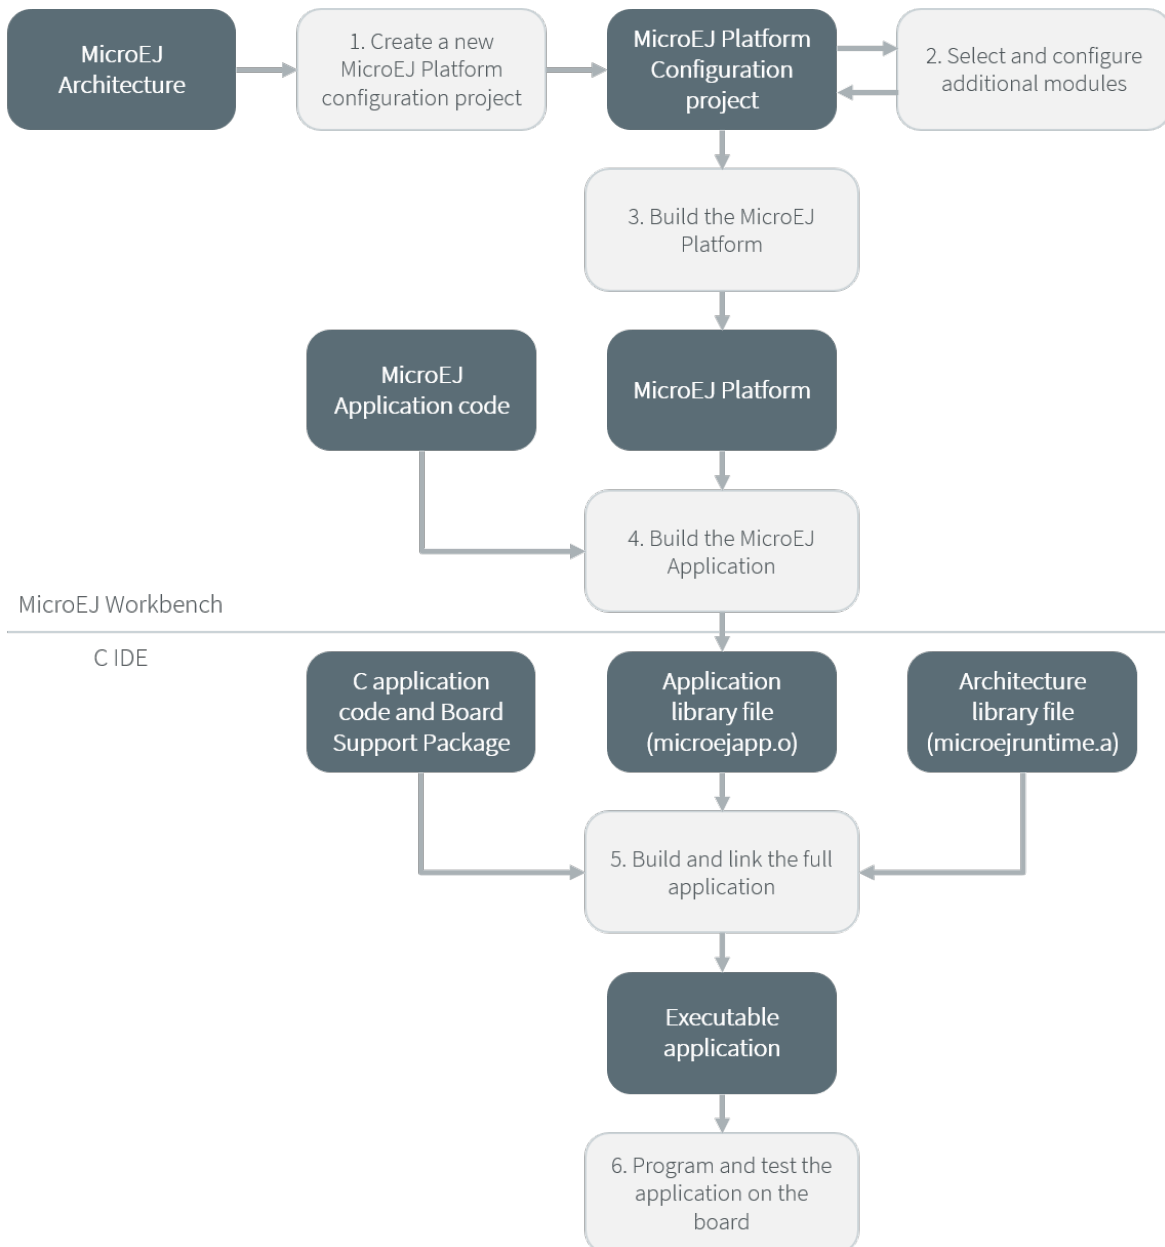 MicroEJ
Architecture
1. Create a new
MicroEJ Platform
configuration project
MicroEJ Platform
Configuration
project
2. Select and configure
additional modules
3. Build the MicroEJ
Platform
MicroEJ
Application code
MicroEJ Platform
4. Build the MicroEJ
Application
MicroEJ Workbench
C IDE
C application
code and Board
Support Package
Application
library file
(microejapp.o)
Architecture
library file
(microejruntime.a)
5. Build and link the full
application
Executable
application
6. Program and test the
application on the
board